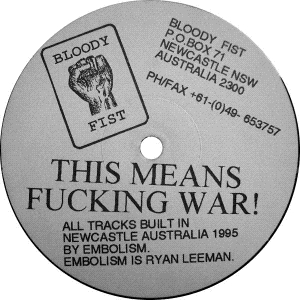 BLOODY
FIST
BLOODY FIST
P.O.BOX 71
NEWCASTLE NSW
AUSTRALIA 2300
PH/FAX +61-(0)49- 653757
THIS MEANS
FUCKING WAR!
ALL TRACKS BUILT IN
NEWCASTLE AUSTRALIA 1995
BY EMBOLISM.
EMBOLISM IS RYAN LEEMAN.